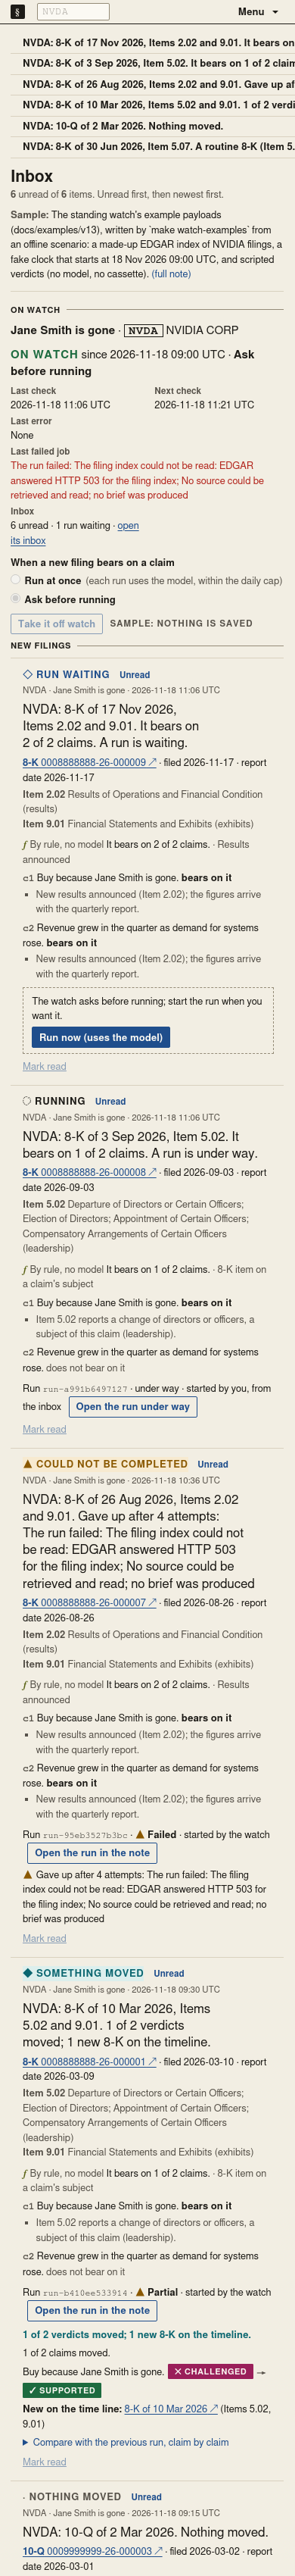 § NVDA Menu
NVDA: 8-K of 17 Nov 2026, Items 2.02 and 9.01. It bears on
NVDA: 8-K of 3 Sep 2026, Item 5.02. It bears on 1 of 2 claim
NVDA: 8-K of 26 Aug 2026, Items 2.02 and 9.01. Gave up af
NVDA: 8-K of 10 Mar 2026, Items 5.02 and 9.01. 1 of 2 verdi
NVDA: 10-Q of 2 Mar 2026. Nothing moved.
NVDA: 8-K of 30 Jun 2026, Item 5.07. A routine 8-K (Item 5.
Inbox
6 unread of 6 items. Unread first, then newest first.
Sample: The standing watch's example payloads
(docs/examples/v13), written by `make watch-examples` from
an offline scenario: a made-up EDGAR index of NVIDIA filings, a
fake clock that starts at 18 Nov 2026 09:00 UTC, and scripted
verdicts (no model, no cassette). (full note)
ON WATCH
Jane Smith is gone · NVDA NVIDIA CORP
ON WATCH since 2026-11-18 09:00 UTC · Ask
before running
Last check Next check
2026-11-18 11:06 UTC 2026-11-18 11:21 UTC
Last error
None
Last failed job
The run failed: The filing index could not be read: EDGAR
answered HTTP 503 for the filing index; No source could be
retrieved and read; no brief was produced
Inbox
6 unread · 1 run waiting · open
its inbox
When a new filing bears on a claim
Run at once (each run uses the model, within the daily cap)
Ask before running
Take it off watch SAMPLE: NOTHING IS SAVED
NEW FILINGS
◇ RUN WAITING Unread
NVDA · Jane Smith is gone · 2026-11-18 11:06 UTC
NVDA: 8-K of 17 Nov 2026,
Items 2.02 and 9.01. It bears on
2 of 2 claims. A run is waiting.
8-K 0008888888-26-000009 ↗ · filed 2026-11-17 · report
date 2026-11-17
Item 2.02 Results of Operations and Financial Condition
(results)
Item 9.01 Financial Statements and Exhibits (exhibits)
ƒ By rule, no model It bears on 2 of 2 claims. · Results
announced
c1 Buy because Jane Smith is gone. bears on it
New results announced (Item 2.02); the figures arrive
with the quarterly report.
c2 Revenue grew in the quarter as demand for systems
rose. bears on it
New results announced (Item 2.02); the figures arrive
with the quarterly report.
The watch asks before running; start the run when you
want it.
Run now (uses the model)
Mark read
RUNNING Unread
NVDA · Jane Smith is gone · 2026-11-18 11:06 UTC
NVDA: 8-K of 3 Sep 2026, Item 5.02. It
bears on 1 of 2 claims. A run is under way.
8-K 0008888888-26-000008 ↗ · filed 2026-09-03 · report
date 2026-09-03
Item 5.02 Departure of Directors or Certain Officers;
Election of Directors; Appointment of Certain Officers;
Compensatory Arrangements of Certain Officers
(leadership)
ƒ By rule, no model It bears on 1 of 2 claims. · 8-K item on
a claim's subject
c1 Buy because Jane Smith is gone. bears on it
Item 5.02 reports a change of directors or officers, a
subject of this claim (leadership).
c2 Revenue grew in the quarter as demand for systems
rose. does not bear on it
Run run-a991b6497127 · under way · started by you, from
the inbox Open the run under way
Mark read
▲ COULD NOT BE COMPLETED Unread
NVDA · Jane Smith is gone · 2026-11-18 10:36 UTC
NVDA: 8-K of 26 Aug 2026, Items 2.02
and 9.01. Gave up after 4 attempts:
The run failed: The filing index could not
be read: EDGAR answered HTTP 503
for the filing index; No source could be
retrieved and read; no brief was produced
8-K 0008888888-26-000007 ↗ · filed 2026-08-26 · report
date 2026-08-26
Item 2.02 Results of Operations and Financial Condition
(results)
Item 9.01 Financial Statements and Exhibits (exhibits)
ƒ By rule, no model It bears on 2 of 2 claims. · Results
announced
c1 Buy because Jane Smith is gone. bears on it
New results announced (Item 2.02); the figures arrive
with the quarterly report.
c2 Revenue grew in the quarter as demand for systems
rose. bears on it
New results announced (Item 2.02); the figures arrive
with the quarterly report.
Run run-95eb3527b3bc · ▲ Failed · started by the watch
Open the run in the note
▲ Gave up after 4 attempts: The run failed: The filing
index could not be read: EDGAR answered HTTP 503 for
the filing index; No source could be retrieved and read; no
brief was produced
Mark read
◆ SOMETHING MOVED Unread
NVDA · Jane Smith is gone · 2026-11-18 09:30 UTC
NVDA: 8-K of 10 Mar 2026, Items
5.02 and 9.01. 1 of 2 verdicts
moved; 1 new 8-K on the timeline.
8-K 0008888888-26-000001 ↗ · filed 2026-03-10 · report
date 2026-03-09
Item 5.02 Departure of Directors or Certain Officers;
Election of Directors; Appointment of Certain Officers;
Compensatory Arrangements of Certain Officers
(leadership)
Item 9.01 Financial Statements and Exhibits (exhibits)
ƒ By rule, no model It bears on 1 of 2 claims. · 8-K item on
a claim's subject
c1 Buy because Jane Smith is gone. bears on it
Item 5.02 reports a change of directors or officers, a
subject of this claim (leadership).
c2 Revenue grew in the quarter as demand for systems
rose. does not bear on it
Run run-b410ee533914 · ▲ Partial · started by the watch
Open the run in the note
1 of 2 verdicts moved; 1 new 8-K on the timeline.
1 of 2 claims moved.
Buy because Jane Smith is gone. ✕ CHALLENGED →
✓ SUPPORTED
New on the time line: 8-K of 10 Mar 2026 ↗ (Items 5.02,
9.01)
▶ Compare with the previous run, claim by claim
Mark read
· NOTHING MOVED Unread
NVDA · Jane Smith is gone · 2026-11-18 09:15 UTC
NVDA: 10-Q of 2 Mar 2026. Nothing moved.
10-Q 0009999999-26-000003 ↗ · filed 2026-03-02 · report
date 2026-03-01